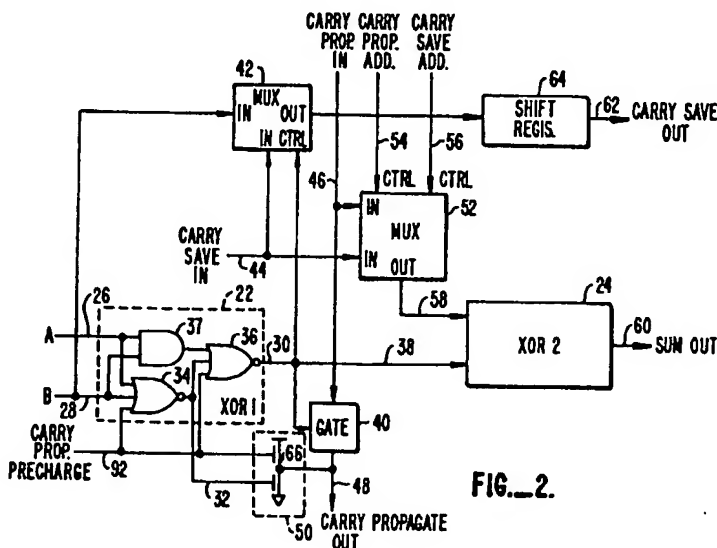 CARRY PROP. IN
CARRY PROP. ADD.
CARRY SAVE ADD.
42
MUX
IN
OUT
IN CTRL
64
SHIFT REGIS.
62
CARRY SAVE OUT
54
56
46
CTRL
CTRL
IN
52
MUX
IN
OUT
CARRY SAVE IN
44
58
24
XOR 2
60
SUM OUT
22
26
A
37
36
30
38
34
B
28
XOR 1
GATE
40
CARRY PROP. PRECHARGE
92
66
32
50
48
CARRY PROPAGATE OUT
FIG._2.